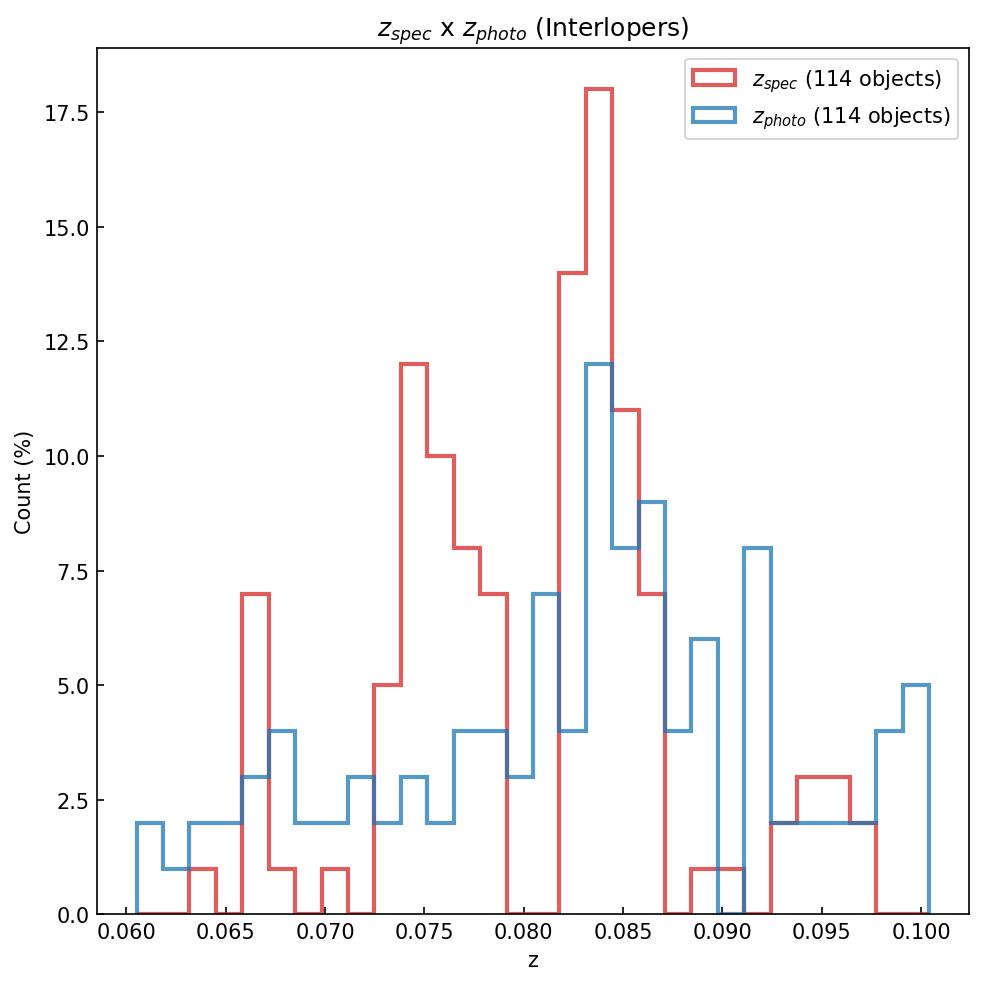 z_spec x z_photo (Interlopers)
z_spec (114 objects)
z_photo (114 objects)
Count (%)
17.5
15.0
12.5
10.0
7.5
5.0
2.5
0.0
0.060 0.065 0.070 0.075 0.080 0.085 0.090 0.095 0.100
z